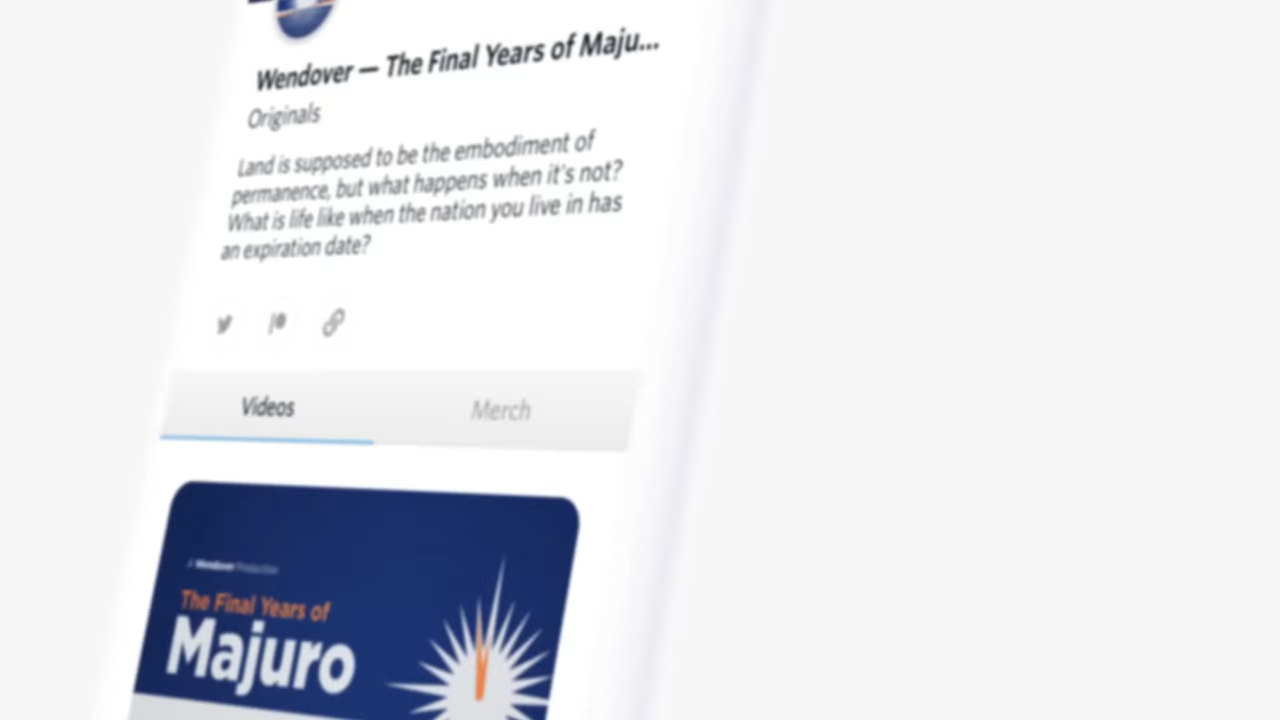 Wendover — The Final Years of Maju...
Originals
Land is supposed to be the embodiment of
permanence, but what happens when it's not?
What is life like when the nation you live in has
an expiration date?
Videos
Merch
A Wendover Production
The Final Years of
Majuro